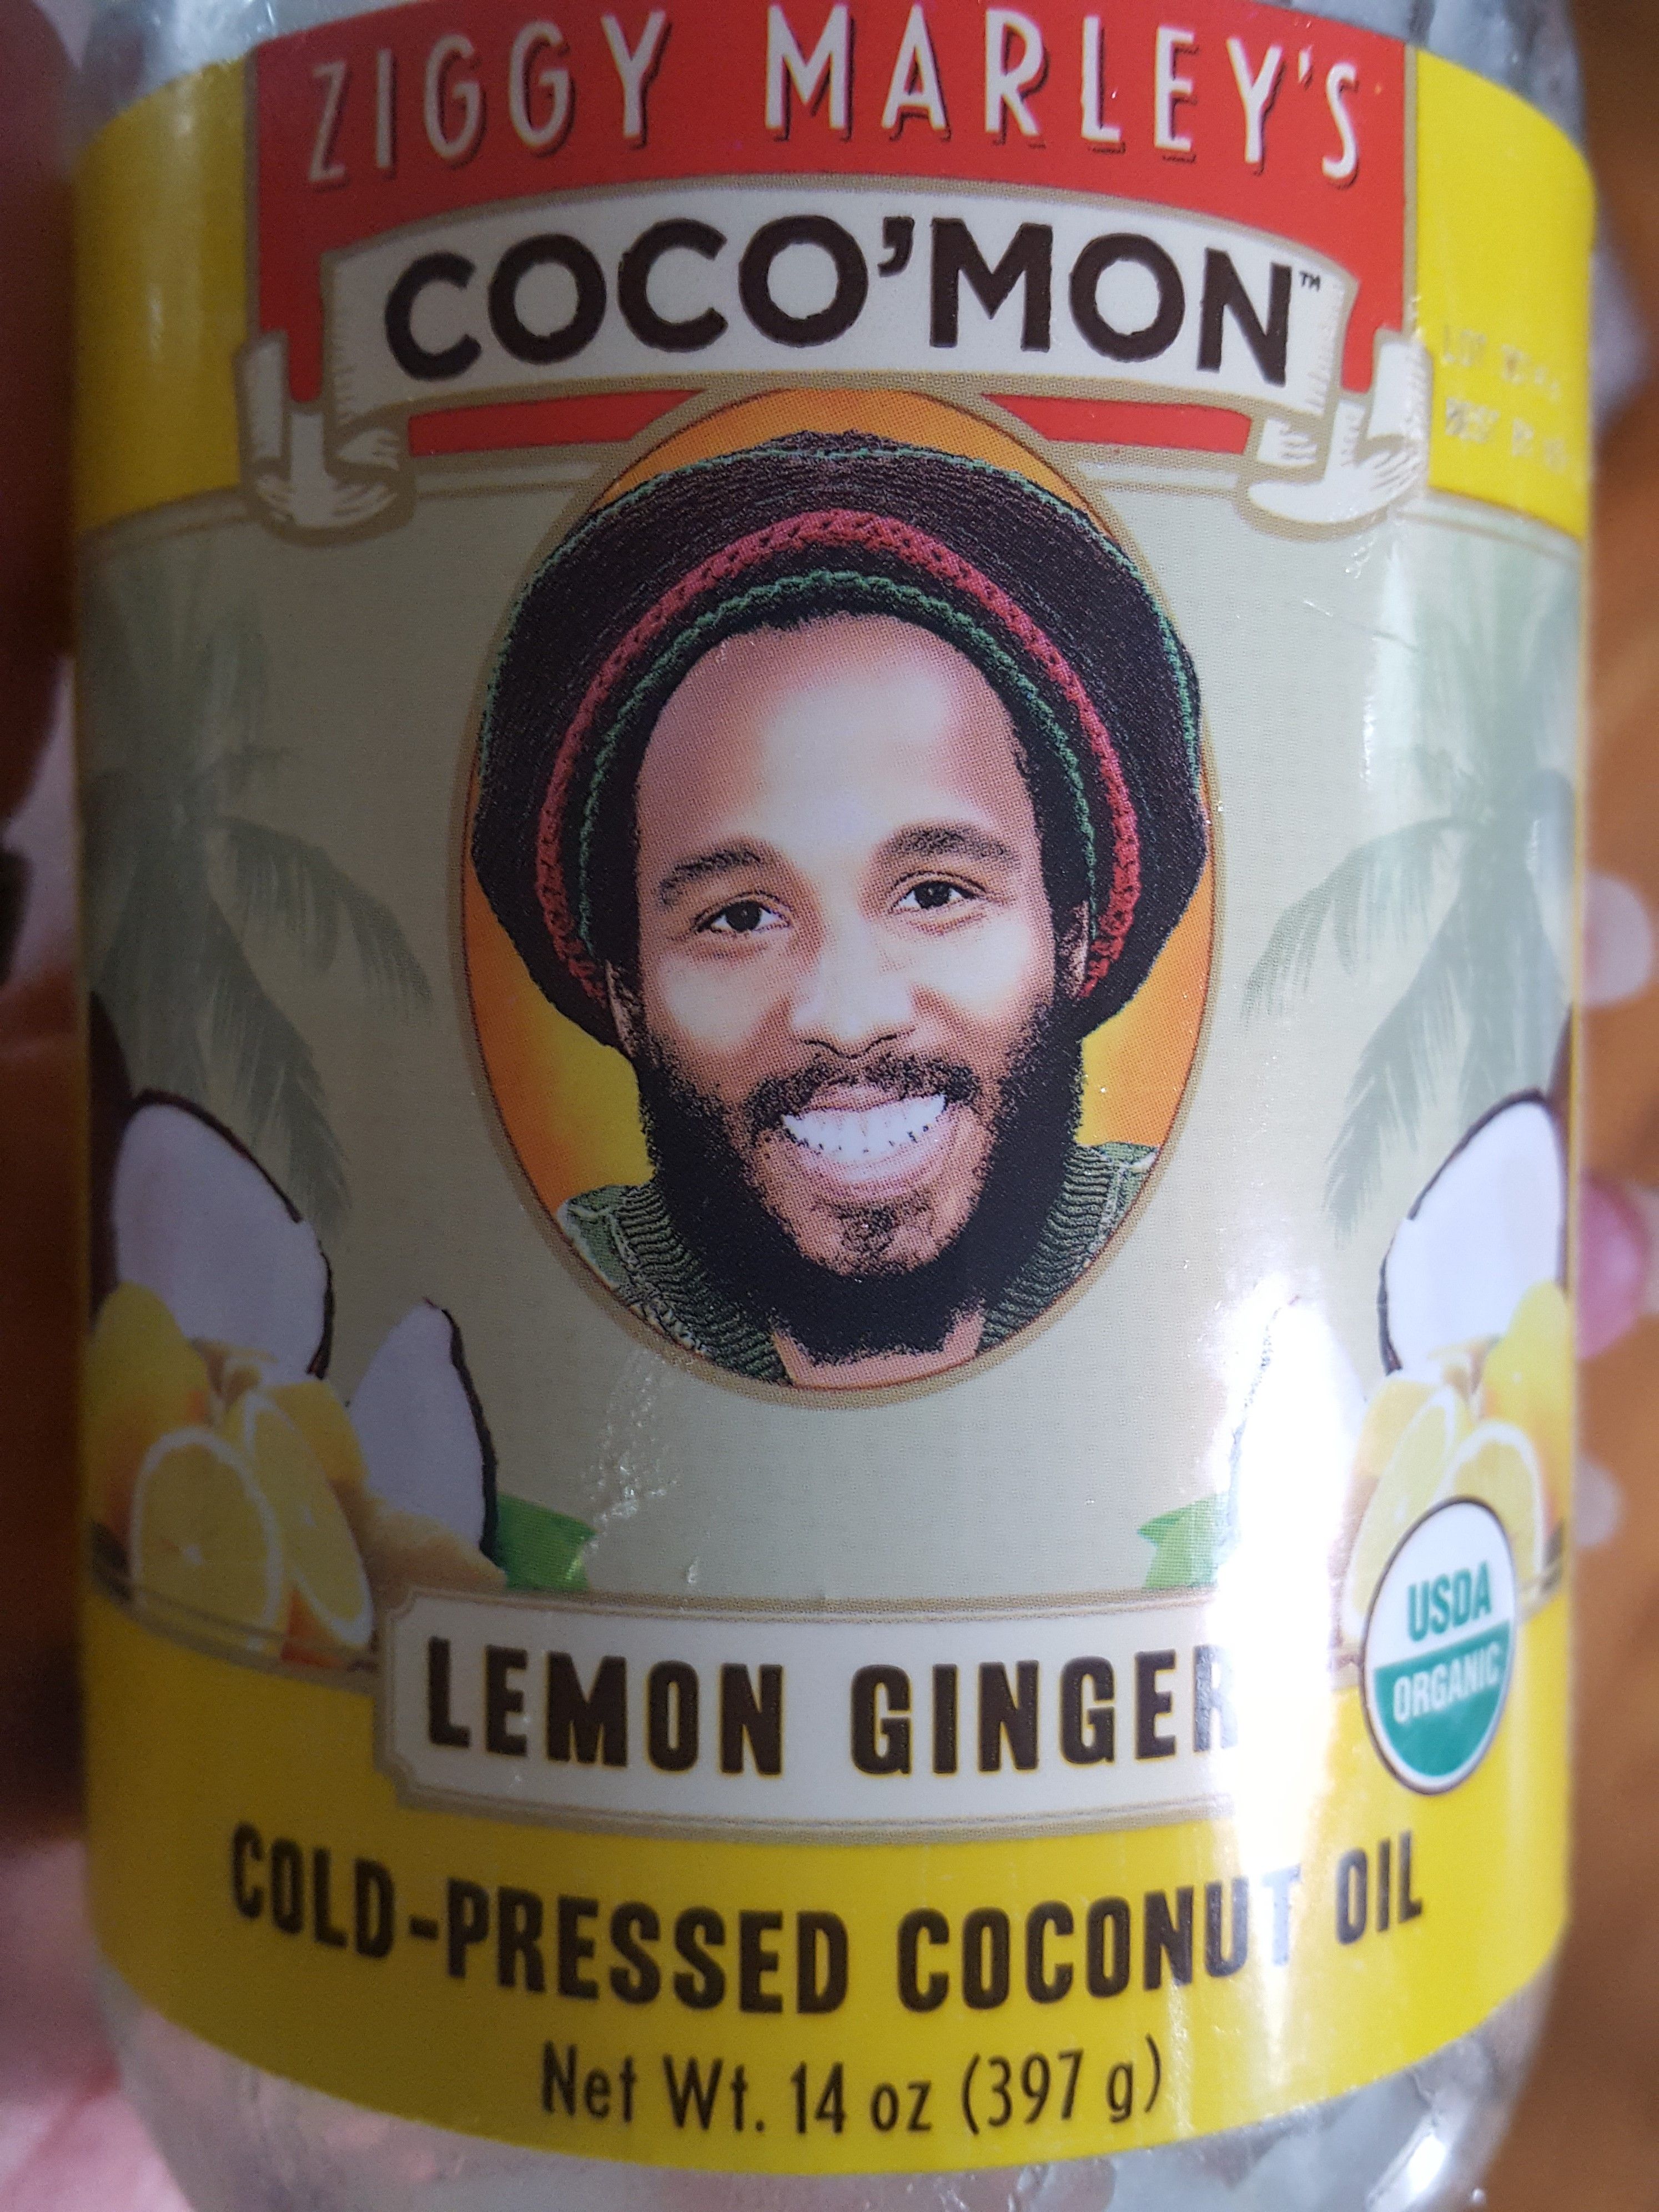 ZIGGY MARLEY'S
COCO'MON™
LEMON GINGER
USDA
ORGANIC
COLD-PRESSED COCONUT OIL
Net Wt. 14 oz (397 g)